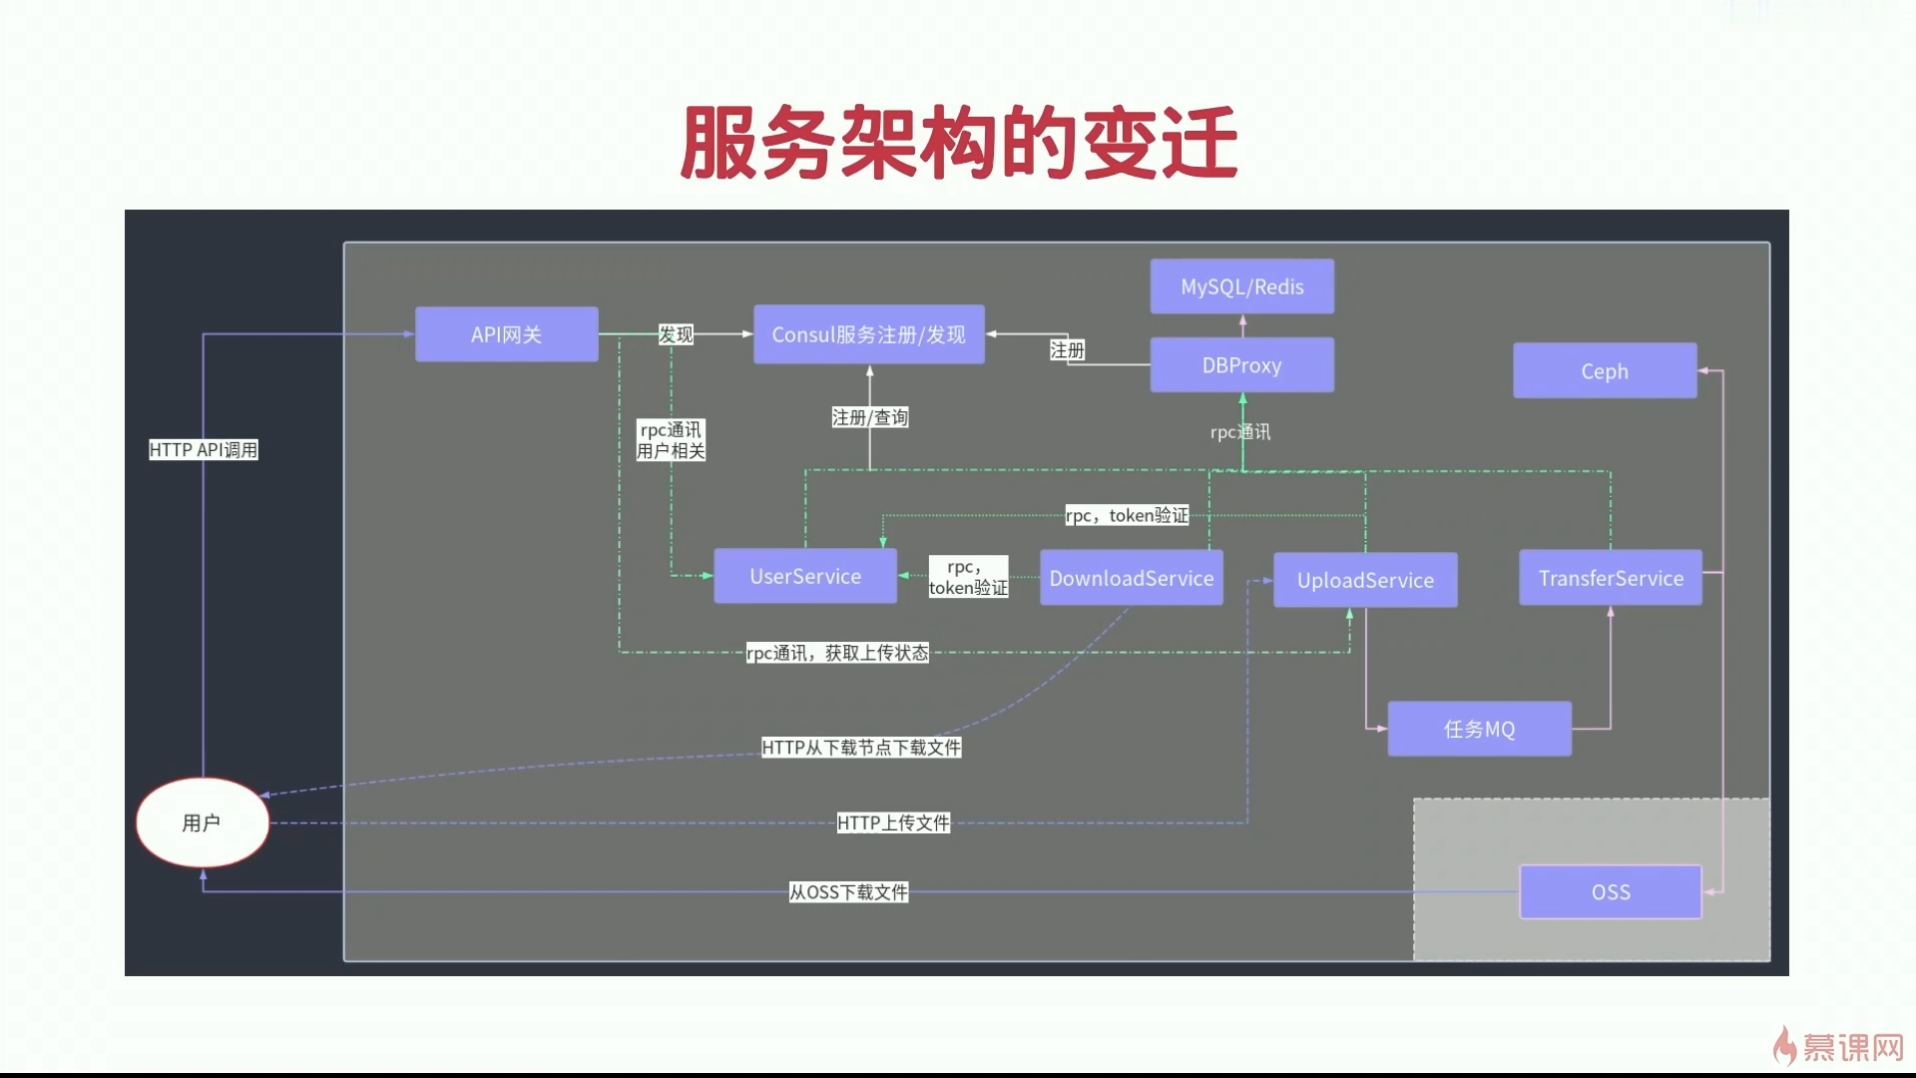 服务架构的变迁
MySQL/Redis
API网关
发现
Consul服务注册/发现
注册
DBProxy
Ceph
注册/查询
rpc通讯
用户相关
rpc通讯
HTTP API调用
rpc，token验证
UserService
rpc，
token验证
DownloadService
UploadService
TransferService
rpc通讯，获取上传状态
任务MQ
HTTP从下载节点下载文件
用户
HTTP上传文件
从OSS下载文件
OSS
慕课网